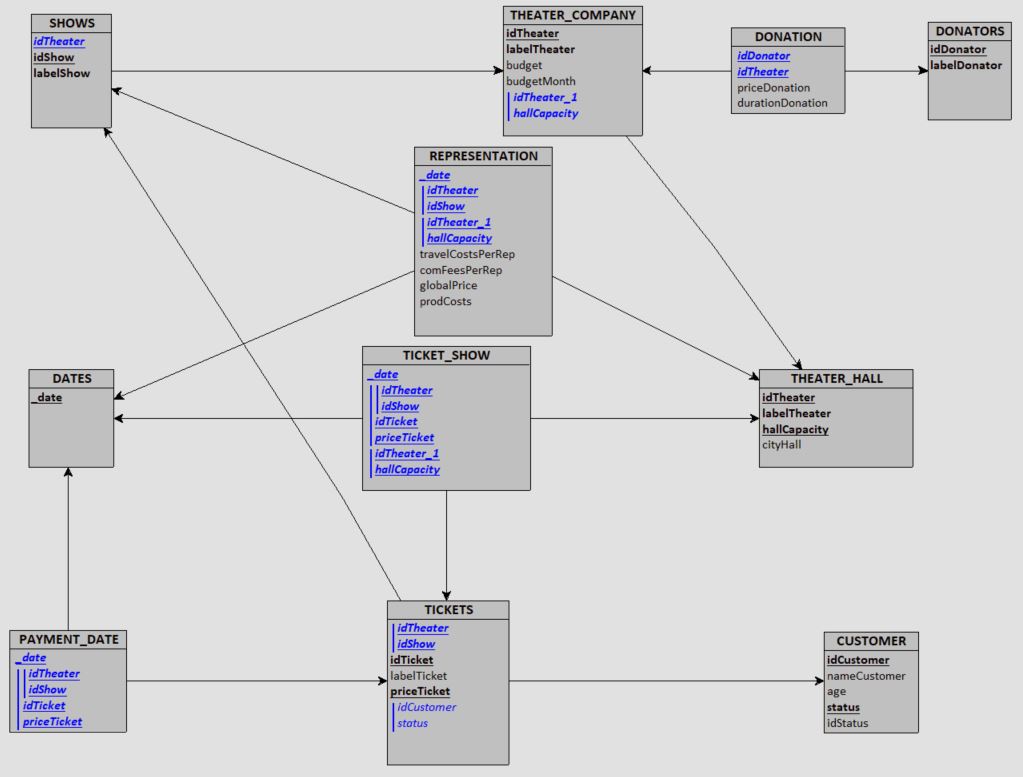 SHOWS
idTheater
idShow
labelShow
THEATER_COMPANY
idTheater
labelTheater
budget
budgetMonth
idTheater_1
hallCapacity
DONATION
idDonator
idTheater
priceDonation
durationDonation
DONATORS
idDonator
labelDonator
REPRESENTATION
_date
idTheater
idShow
idTheater_1
hallCapacity
travelCostsPerRep
comFeesPerRep
globalPrice
prodCosts
DATES
_date
TICKET_SHOW
_date
idTheater
idShow
idTicket
priceTicket
idTheater_1
hallCapacity
THEATER_HALL
idTheater
labelTheater
hallCapacity
cityHall
PAYMENT_DATE
_date
idTheater
idShow
idTicket
priceTicket
TICKETS
idTheater
idShow
idTicket
labelTicket
priceTicket
idCustomer
status
CUSTOMER
idCustomer
nameCustomer
age
status
idStatus